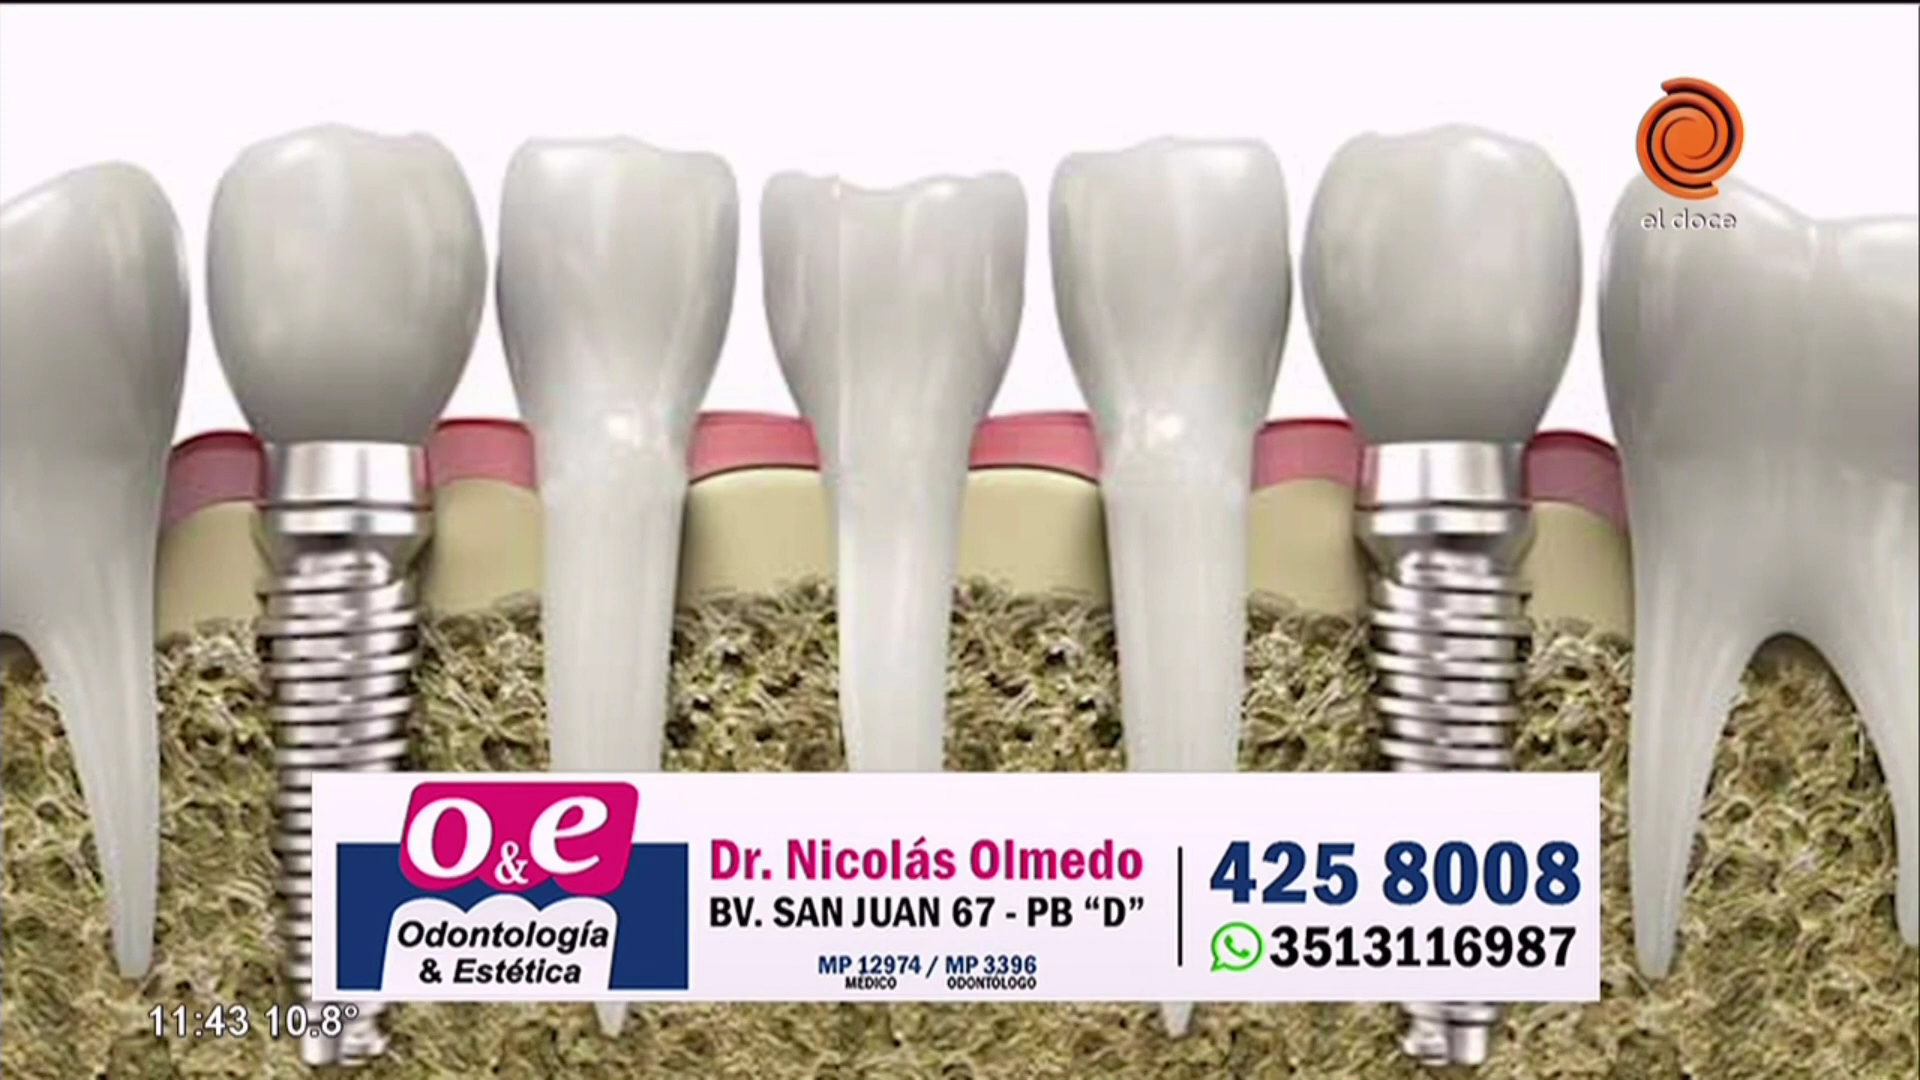 el doce
o&e
Odontología
& Estética
Dr. Nicolás Olmedo
BV. SAN JUAN 67 - PB “D”
MP 12974 / MP 3396
MÉDICO ODONTÓLOGO
425 8008
3513116987
11:43 10.8°